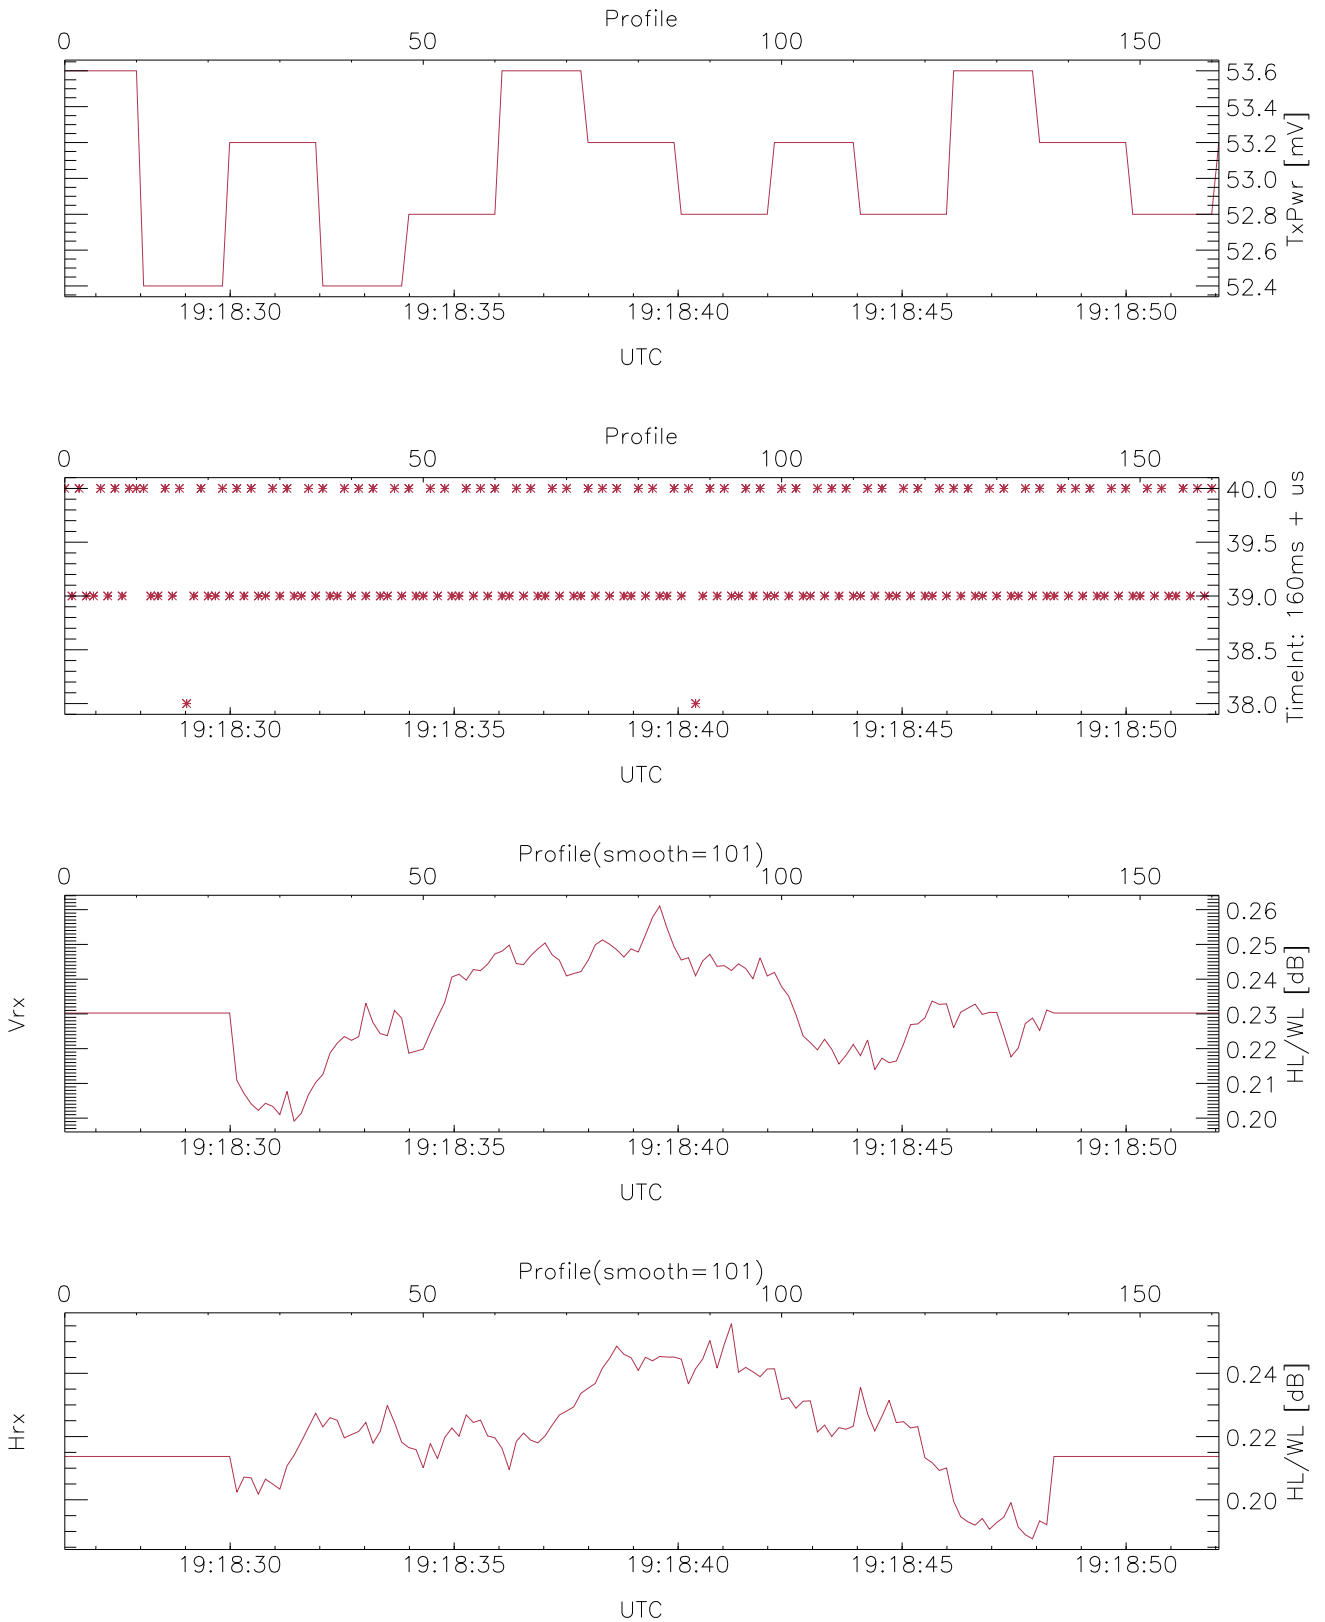 Profile
0 50 100 150
53.6
53.4
53.2
53.0
52.8
52.6
52.4
TxPwr [mV]
19:18:30 19:18:35 19:18:40 19:18:45 19:18:50
UTC
Profile
0 50 100 150
40.0
39.5
39.0
38.5
38.0
TimeInt: 160ms + us
19:18:30 19:18:35 19:18:40 19:18:45 19:18:50
UTC
Profile(smooth=101)
0 50 100 150
Vrx
0.26
0.25
0.24
0.23
0.22
0.21
0.20
HL/WL [dB]
19:18:30 19:18:35 19:18:40 19:18:45 19:18:50
UTC
Profile(smooth=101)
0 50 100 150
Hrx
0.24
0.22
0.20
HL/WL [dB]
19:18:30 19:18:35 19:18:40 19:18:45 19:18:50
UTC